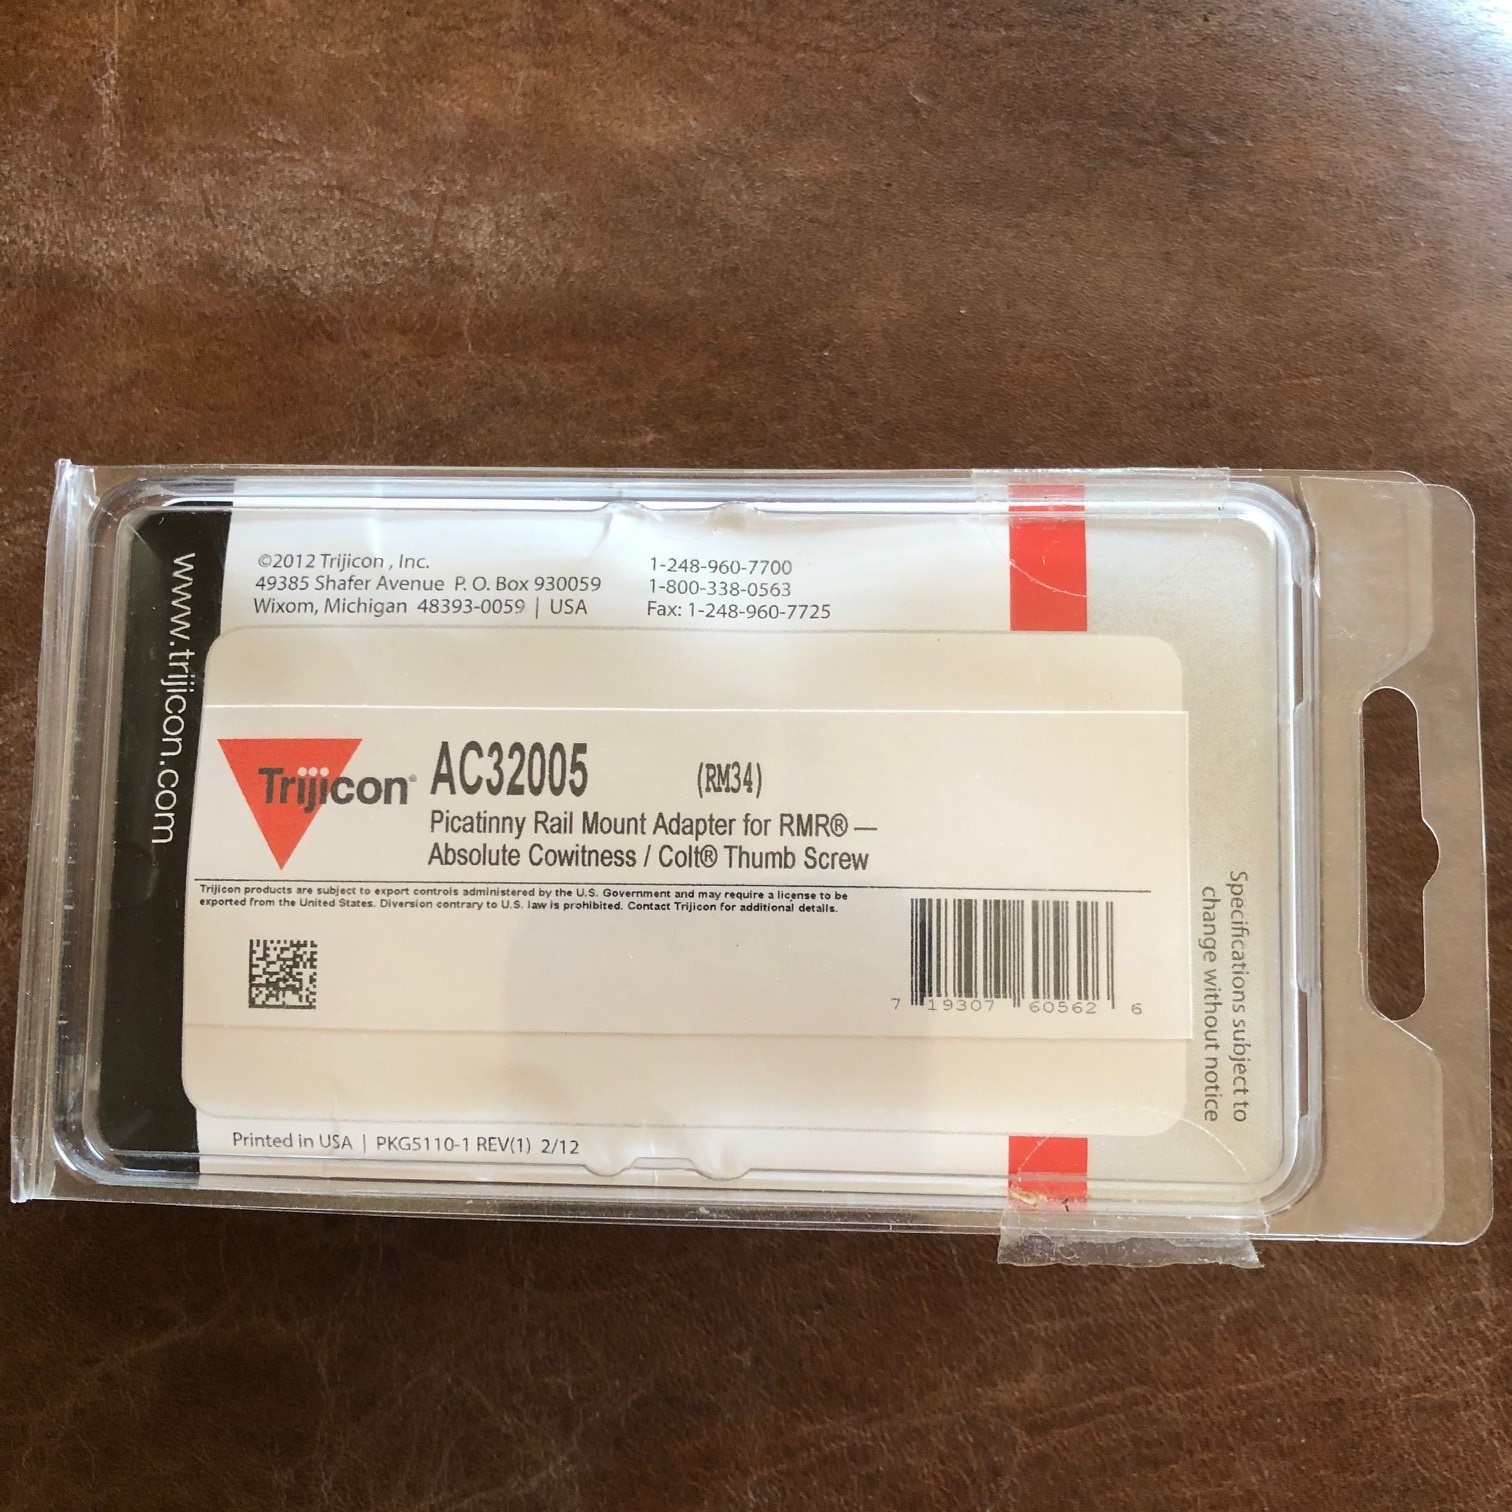 ©2012 Trijicon , Inc.
49385 Shafer Avenue P. O. Box 930059
Wixom, Michigan 48393-0059 | USA
1-248-960-7700
1-800-338-0563
Fax: 1-248-960-7725
www.trijicon.com
Trijicon®
AC32005 (RM34)
Picatinny Rail Mount Adapter for RMR® —
Absolute Cowitness / Colt® Thumb Screw
Trijicon products are subject to export controls administered by the U.S. Government and may require a license to be
exported from the United States. Diversion contrary to U.S. law is prohibited. Contact Trijicon for additional details.
7 19307 60562 6
Specifications subject to
change without notice
Printed in USA | PKG5110-1 REV(1) 2/12